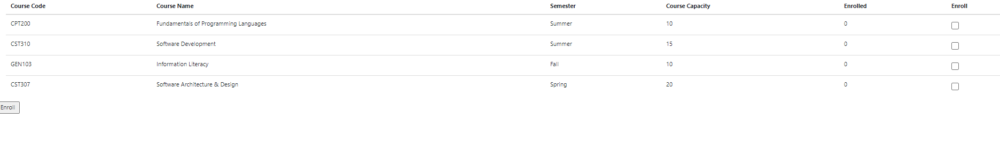 Course Code Course Name Semester Course Capacity Enrolled Enroll
CPT200 Fundamentals of Programming Languages Summer 10 0
CST310 Software Development Summer 15 0
GEN103 Information Literacy Fall 10 0
CST307 Software Architecture & Design Spring 20 0
Enroll